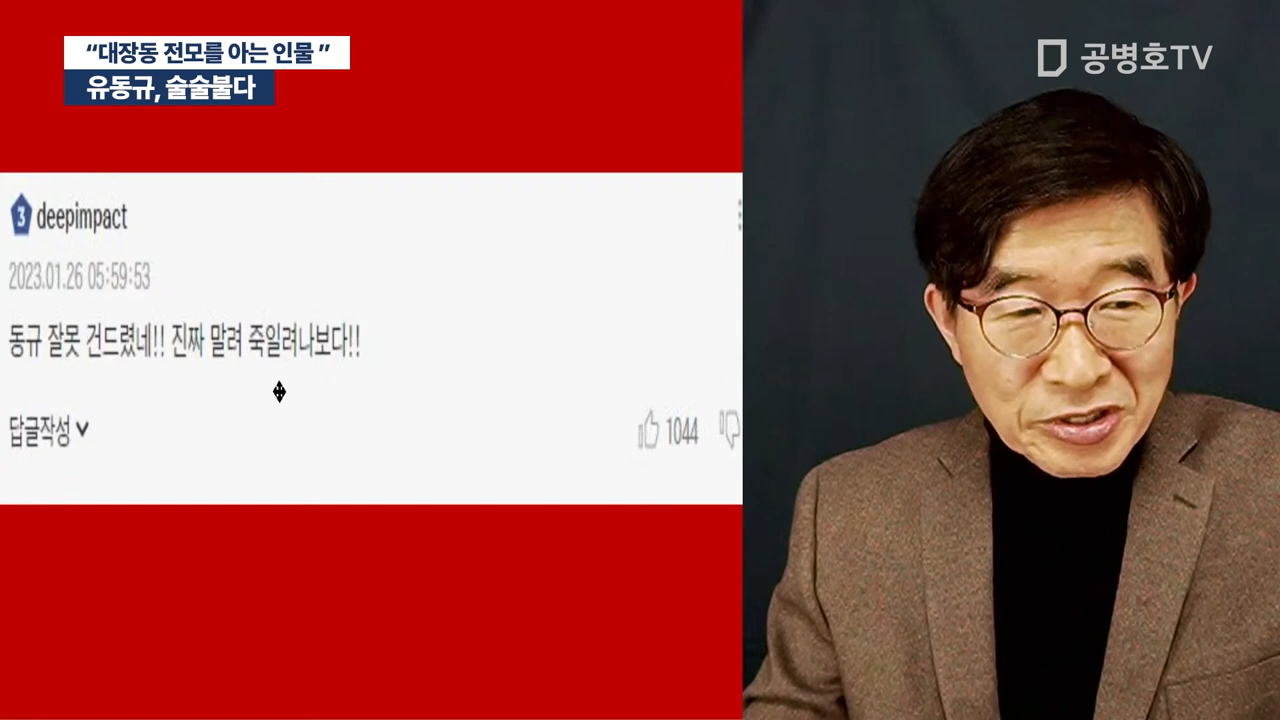 “대장동 전모를 아는 인물 ”
유동규, 술술불다
공병호TV
3 deepimpact
2023.01.26 05:59:53
동규 잘못 건드렸네!! 진짜 말려 죽일려나보다!!
답글작성
1044